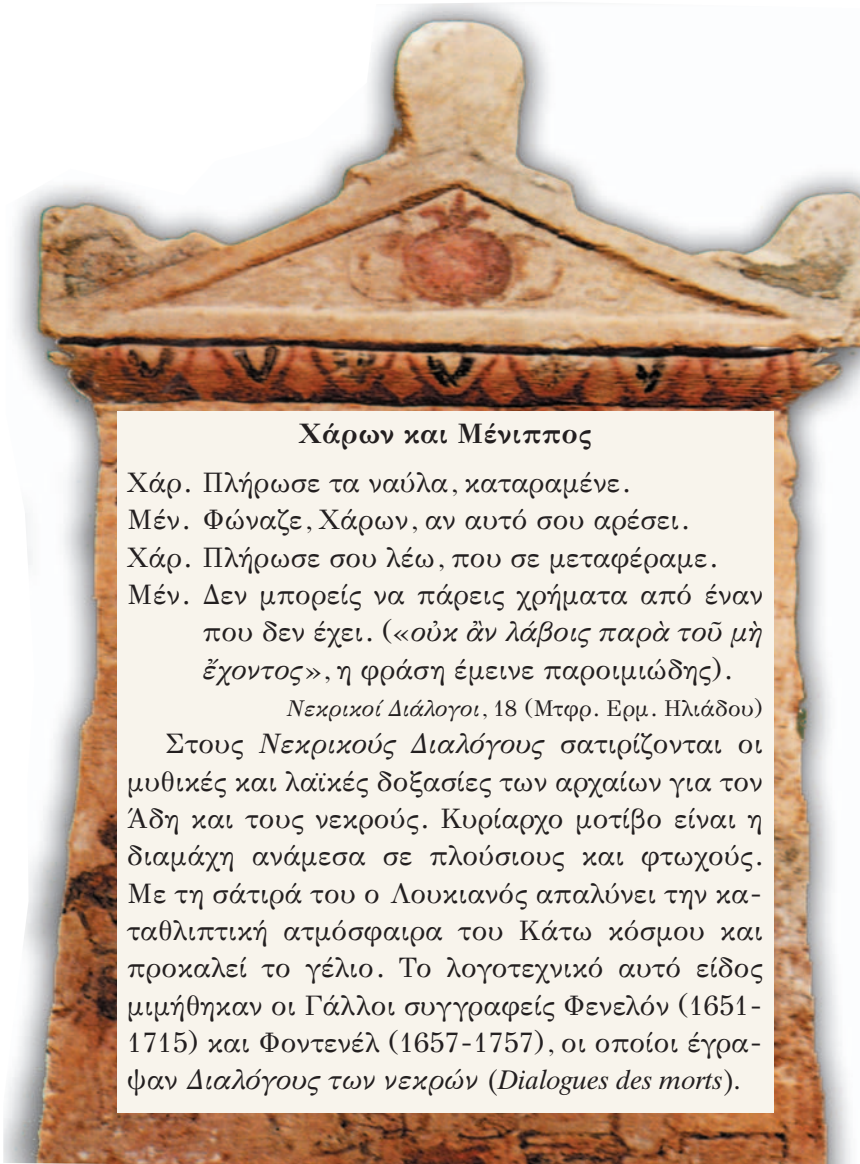 Χάρων και Μένιππος
Χάρ. Πλήρωσε τα ναύλα, καταραμένε.
Μέν. Φώναζε, Χάρων, αν αυτό σου αρέσει.
Χάρ. Πλήρωσε σου λέω, που σε μεταφέραμε.
Μέν. Δεν μπορείς να πάρεις χρήματα από έναν
που δεν έχει. («οὐκ ἂν λάβοις παρὰ τοῦ μὴ
ἔχοντος», η φράση έμεινε παροιμιώδης).
Νεκρικοί Διάλογοι, 18 (Μτφρ. Ερμ. Ηλιάδου)
Στους Νεκρικούς Διαλόγους σατιρίζονται οι
μυθικές και λαϊκές δοξασίες των αρχαίων για τον
Άδη και τους νεκρούς. Κυρίαρχο μοτίβο είναι η
διαμάχη ανάμεσα σε πλούσιους και φτωχούς.
Με τη σάτιρά του ο Λουκιανός απαλύνει την κα-
ταθλιπτική ατμόσφαιρα του Κάτω κόσμου και
προκαλεί το γέλιο. Το λογοτεχνικό αυτό είδος
μιμήθηκαν οι Γάλλοι συγγραφείς Φενελόν (1651-
1715) και Φοντενέλ (1657-1757), οι οποίοι έγρα-
ψαν Διαλόγους των νεκρών (Dialogues des morts).